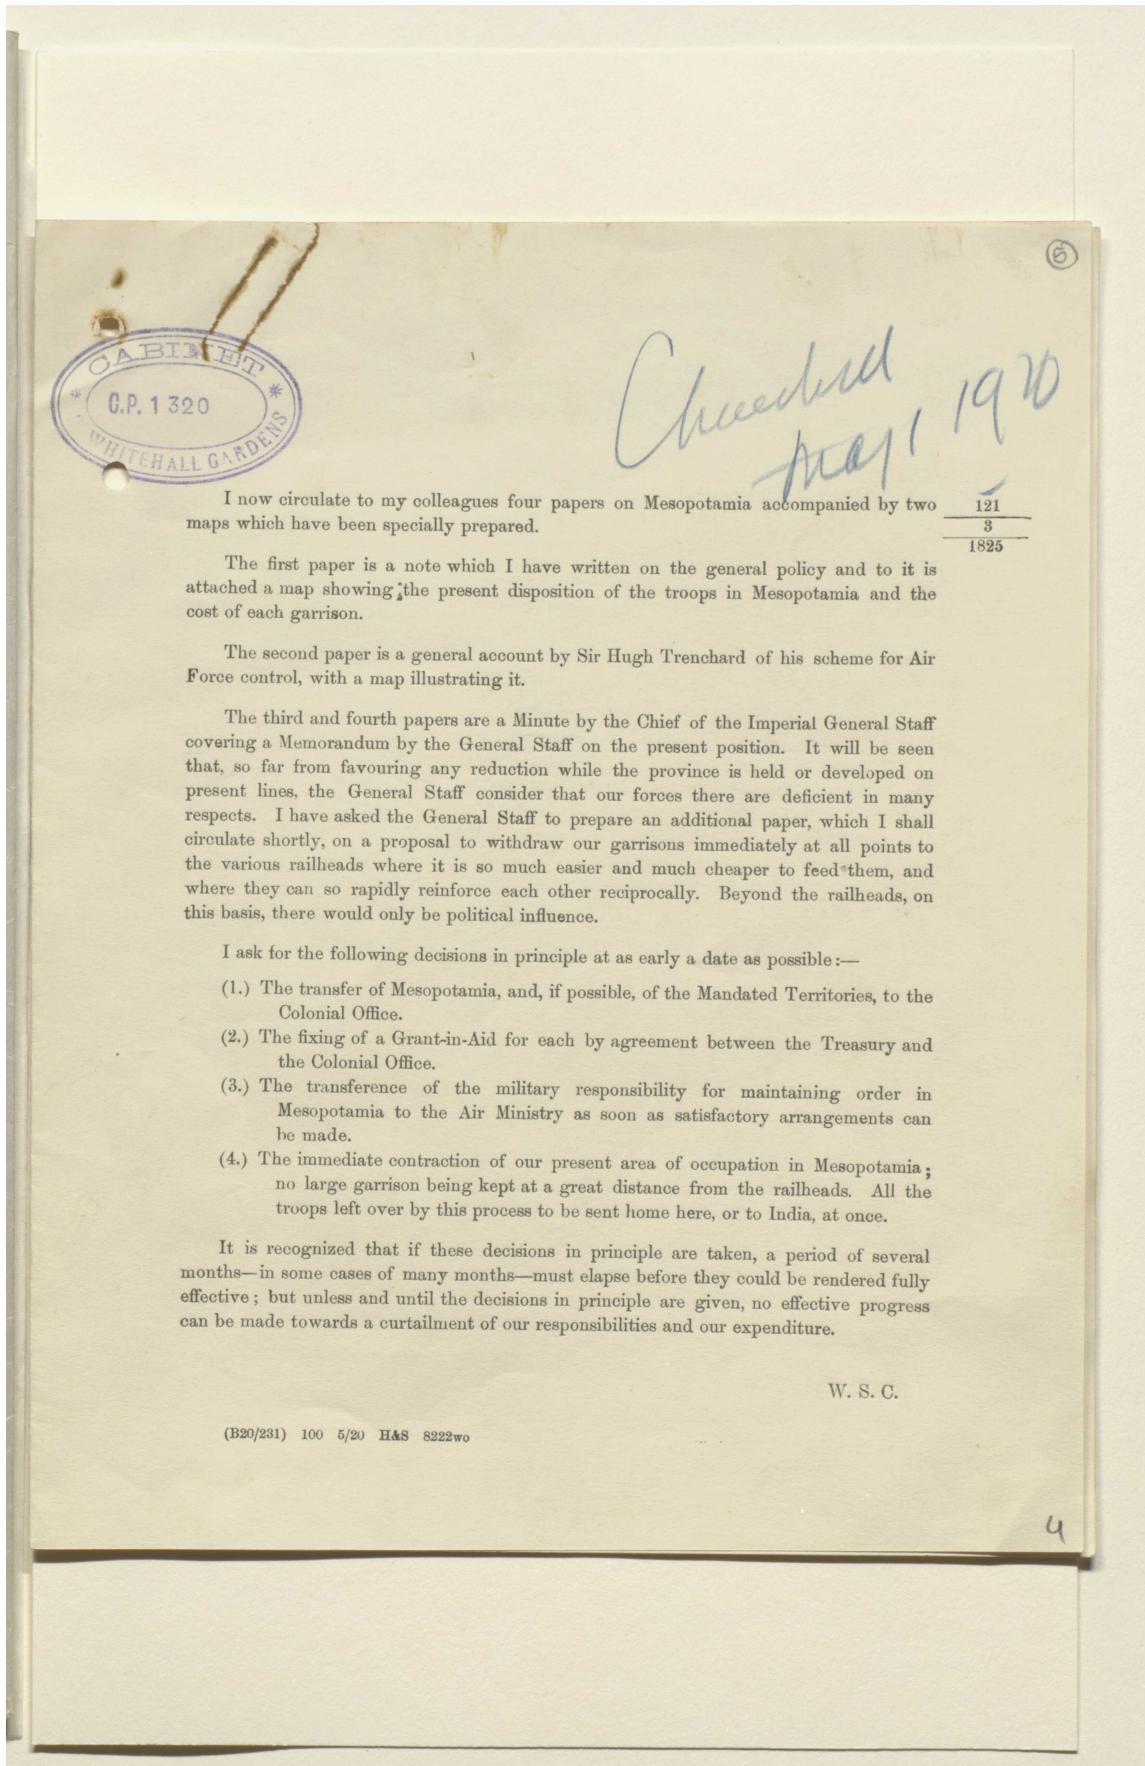 5
CABINET
C.P. 1320
WHITEHALL GARDENS
Churchill
May 1, 1920
I now circulate to my colleagues four papers on Mesopotamia accompanied by two
maps which have been specially prepared.
121
3
1825
The first paper is a note which I have written on the general policy and to it is
attached a map showing the present disposition of the troops in Mesopotamia and the
cost of each garrison.
The second paper is a general account by Sir Hugh Trenchard of his scheme for Air
Force control, with a map illustrating it.
The third and fourth papers are a Minute by the Chief of the Imperial General Staff
covering a Memorandum by the General Staff on the present position. It will be seen
that, so far from favouring any reduction while the province is held or developed on
present lines, the General Staff consider that our forces there are deficient in many
respects. I have asked the General Staff to prepare an additional paper, which I shall
circulate shortly, on a proposal to withdraw our garrisons immediately at all points to
the various railheads where it is so much easier and much cheaper to feed them, and
where they can so rapidly reinforce each other reciprocally. Beyond the railheads, on
this basis, there would only be political influence.
I ask for the following decisions in principle at as early a date as possible:—
(1.) The transfer of Mesopotamia, and, if possible, of the Mandated Territories, to the
Colonial Office.
(2.) The fixing of a Grant-in-Aid for each by agreement between the Treasury and
the Colonial Office.
(3.) The transference of the military responsibility for maintaining order in
Mesopotamia to the Air Ministry as soon as satisfactory arrangements can
be made.
(4.) The immediate contraction of our present area of occupation in Mesopotamia;
no large garrison being kept at a great distance from the railheads. All the
troops left over by this process to be sent home here, or to India, at once.
It is recognized that if these decisions in principle are taken, a period of several
months—in some cases of many months—must elapse before they could be rendered fully
effective; but unless and until the decisions in principle are given, no effective progress
can be made towards a curtailment of our responsibilities and our expenditure.
W. S. C.
(B20/231) 100 5/20 H&S 8222wo
4